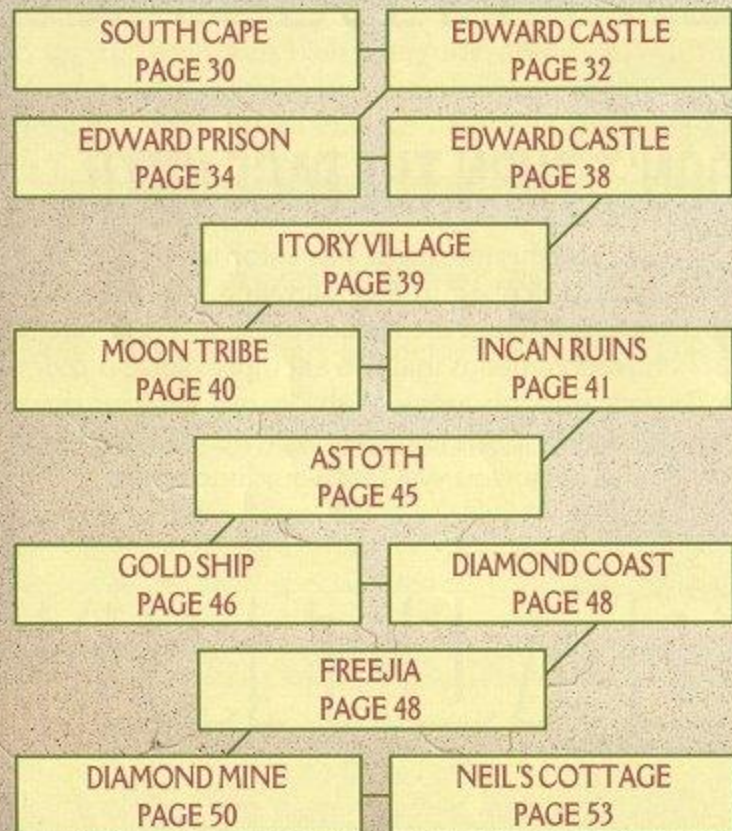 SOUTH CAPE
PAGE 30
EDWARD CASTLE
PAGE 32
EDWARD PRISON
PAGE 34
EDWARD CASTLE
PAGE 38
ITORY VILLAGE
PAGE 39
MOON TRIBE
PAGE 40
INCAN RUINS
PAGE 41
ASTOTH
PAGE 45
GOLD SHIP
PAGE 46
DIAMOND COAST
PAGE 48
FREEJIA
PAGE 48
DIAMOND MINE
PAGE 50
NEIL'S COTTAGE
PAGE 53